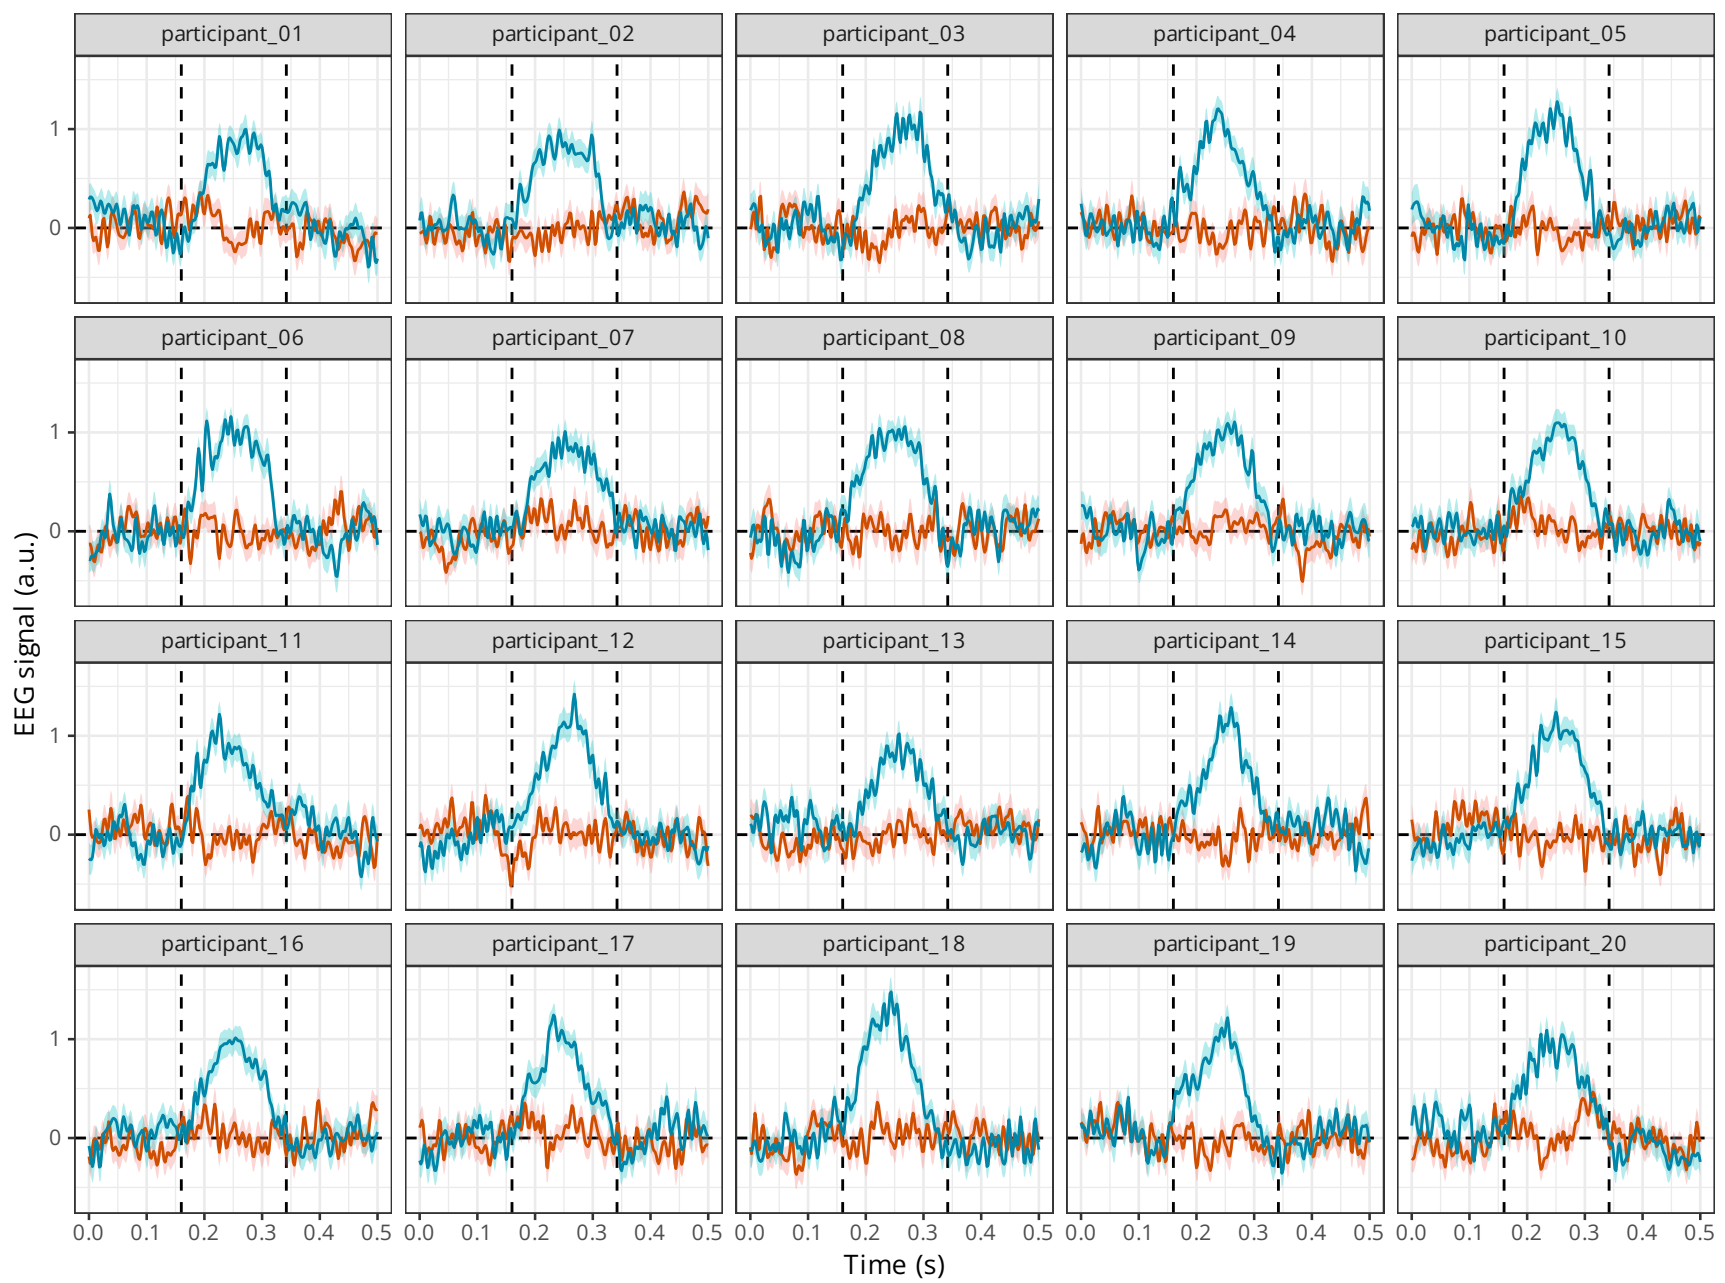 participant_01 participant_02 participant_03 participant_04 participant_05
1
0
participant_06 participant_07 participant_08 participant_09 participant_10
1
0
participant_11 participant_12 participant_13 participant_14 participant_15
1
0
participant_16 participant_17 participant_18 participant_19 participant_20
1
0
0.0 0.1 0.2 0.3 0.4 0.5 0.0 0.1 0.2 0.3 0.4 0.5 0.0 0.1 0.2 0.3 0.4 0.5 0.0 0.1 0.2 0.3 0.4 0.5 0.0 0.1 0.2 0.3 0.4 0.5
Time (s)
EEG signal (a.u.)